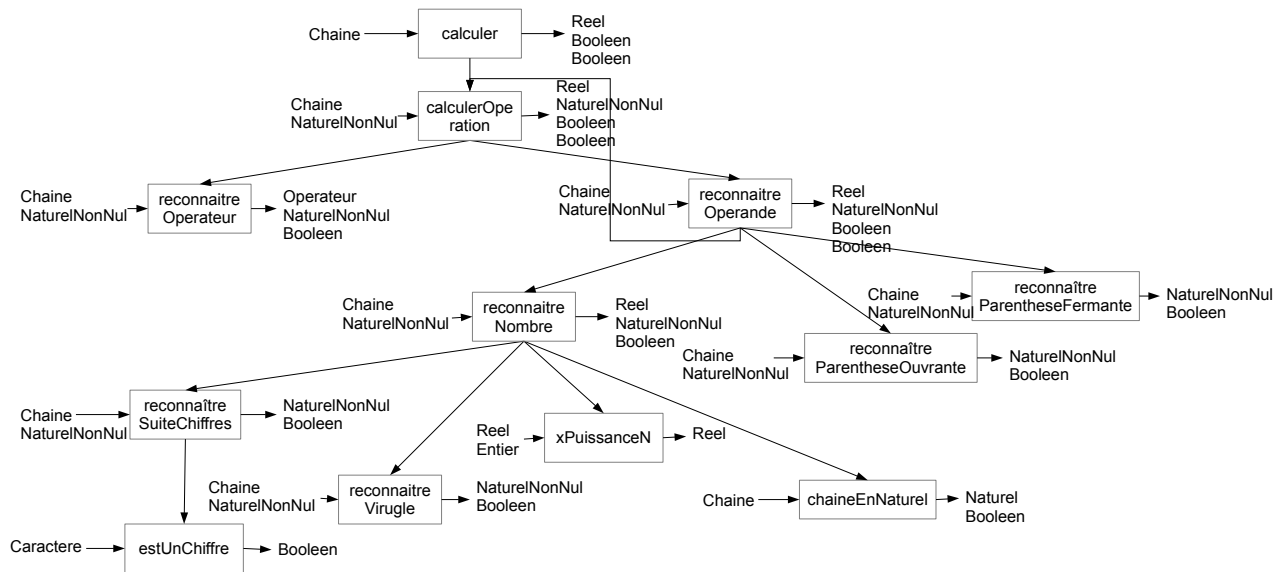 Chaine
calculer
Reel
Booleen
Booleen
Chaine
NaturelNonNul
calculerOpe
ration
Reel
NaturelNonNul
Booleen
Booleen
Chaine
NaturelNonNul
reconnaitre
Operateur
Operateur
NaturelNonNul
Booleen
Chaine
NaturelNonNul
reconnaitre
Operande
Reel
NaturelNonNul
Booleen
Booleen
Chaine
NaturelNonNul
reconnaitre
Nombre
Reel
NaturelNonNul
Booleen
Chaine
NaturelNonNul
reconnaître
ParentheseFermante
NaturelNonNul
Booleen
Chaine
NaturelNonNul
reconnaître
ParentheseOuvrante
NaturelNonNul
Booleen
Chaine
NaturelNonNul
reconnaître
SuiteChiffres
NaturelNonNul
Booleen
Reel
Entier
xPuissanceN
Reel
Chaine
NaturelNonNul
reconnaitre
Virugle
NaturelNonNul
Booleen
Chaine
chaineEnNaturel
Naturel
Booleen
Caractere
estUnChiffre
Booleen